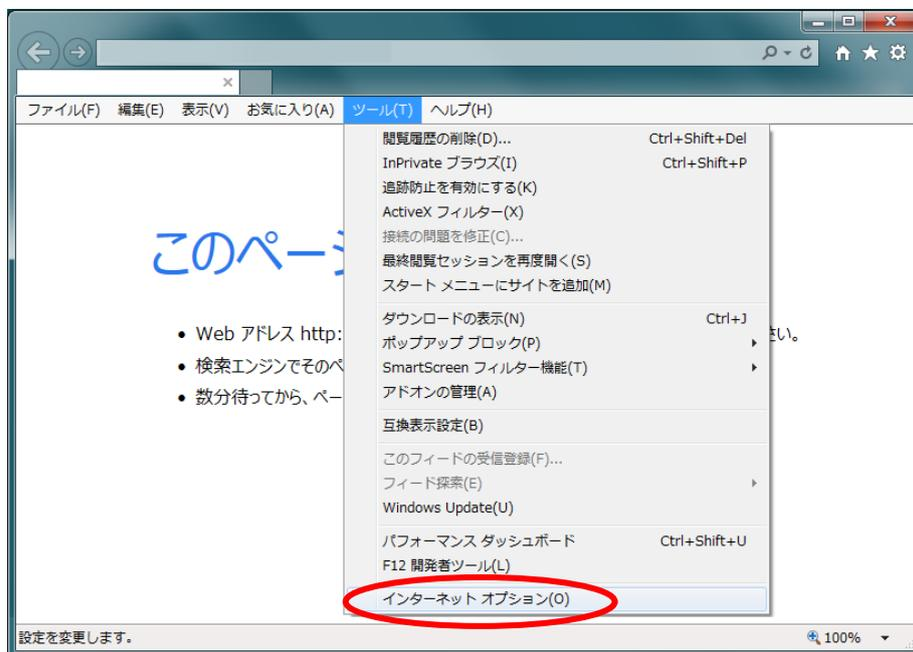 ファイル(F) 編集(E) 表示(V) お気に入り(A) ツール(T) ヘルプ(H)
閲覧履歴の削除(D)... Ctrl+Shift+Del
InPrivate ブラウズ(I) Ctrl+Shift+P
追跡防止を有効にする(K)
ActiveX フィルター(X)
接続の問題を修正(C)...
最終閲覧セッションを再度開く(S)
スタート メニューにサイトを追加(M)
ダウンロードの表示(N) Ctrl+J
ポップアップ ブロック(P)
SmartScreen フィルター機能(T)
アドオンの管理(A)
互換表示設定(B)
このフィードの受信登録(F)...
フィード探索(E)
Windows Update(U)
パフォーマンス ダッシュボード Ctrl+Shift+U
F12 開発者ツール(L)
インターネット オプション(O)
このペー
• Web アドレス http: さい。
• 検索エンジンでそのペ
• 数分待ってから、ペー
設定を変更します。 100%